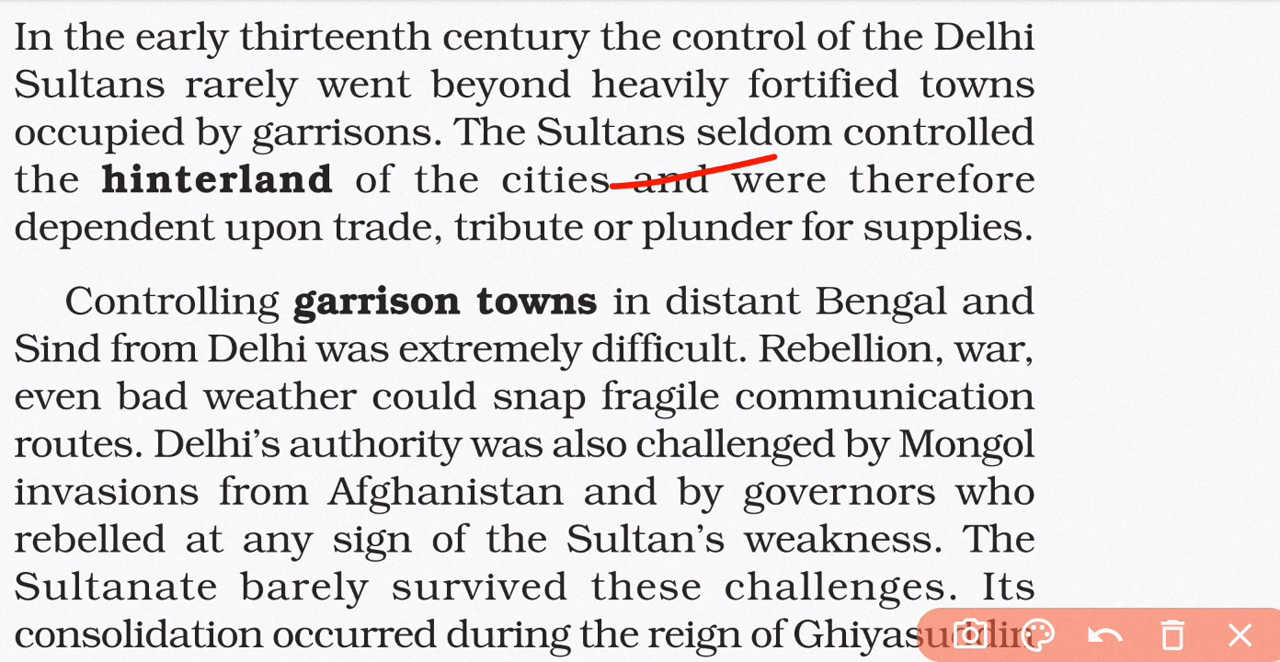 In the early thirteenth century the control of the Delhi
Sultans rarely went beyond heavily fortified towns
occupied by garrisons. The Sultans seldom controlled
the hinterland of the cities and were therefore
dependent upon trade, tribute or plunder for supplies.
Controlling garrison towns in distant Bengal and
Sind from Delhi was extremely difficult. Rebellion, war,
even bad weather could snap fragile communication
routes. Delhi’s authority was also challenged by Mongol
invasions from Afghanistan and by governors who
rebelled at any sign of the Sultan’s weakness. The
Sultanate barely survived these challenges. Its
consolidation occurred during the reign of Ghiyasuddin